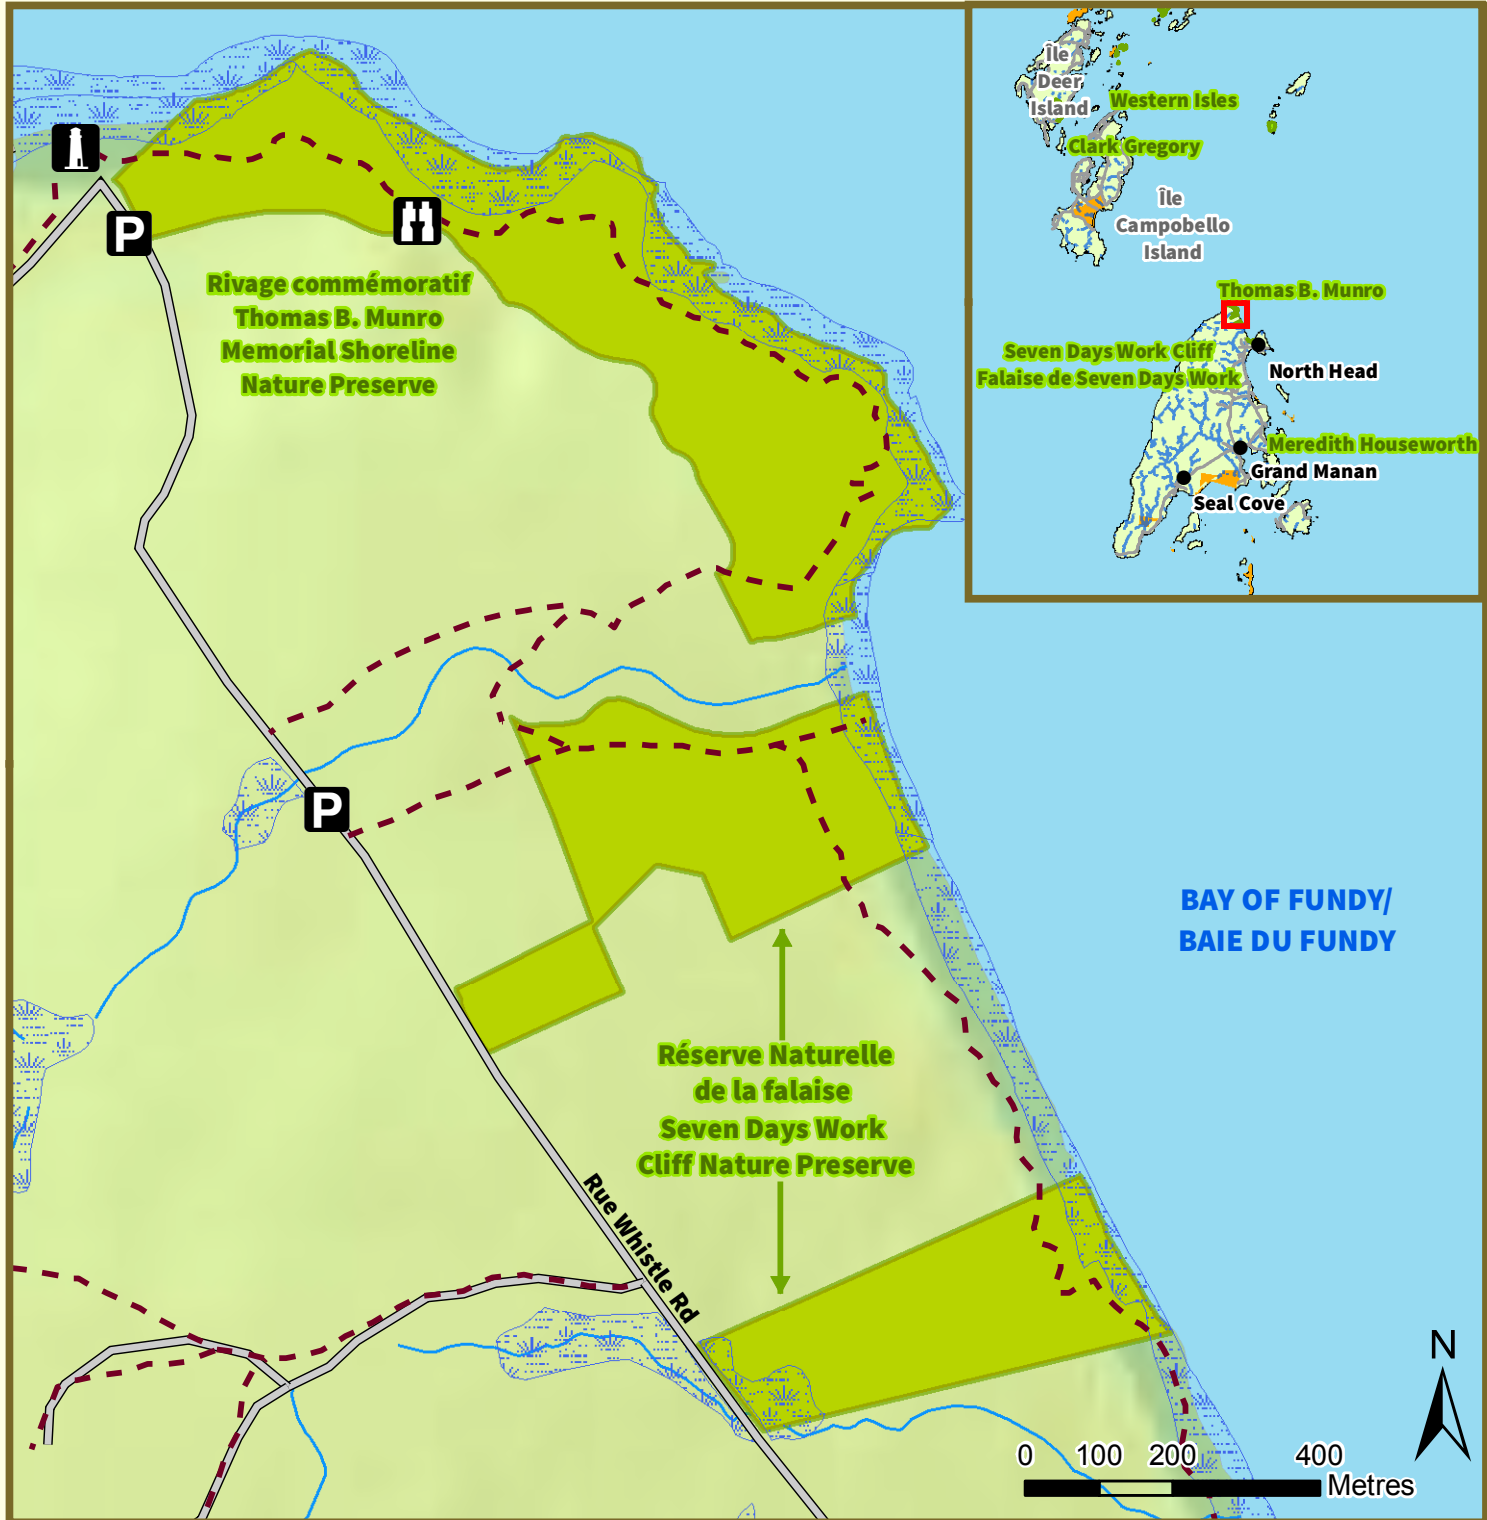 Île
Deer
Island
Western Isles
Clark Gregory
Île
Campobello
Island
Thomas B. Munro
Seven Days Work Cliff
Falaise de Seven Days Work
North Head
Meredith Houseworth
Grand Manan
Seal Cove
P
Rivage commémoratif
Thomas B. Munro
Memorial Shoreline
Nature Preserve
P
BAY OF FUNDY/
BAIE DU FUNDY
Réserve Naturelle
de la falaise
Seven Days Work
Cliff Nature Preserve
Rue Whistle Rd
N
0 100 200 400
Metres